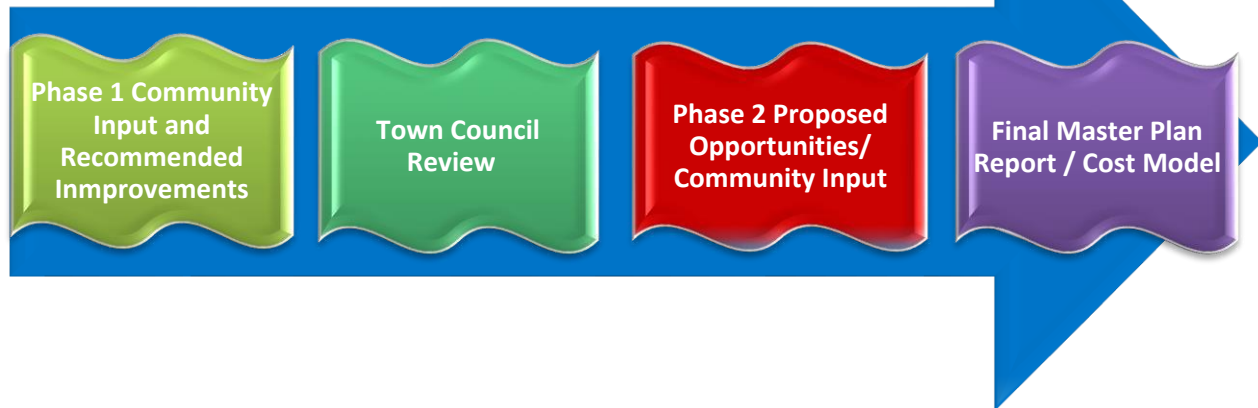 Phase 1 Community
Input and
Recommended
Inmprovements
Town Council
Review
Phase 2 Proposed
Opportunities/
Community Input
Final Master Plan
Report / Cost Model